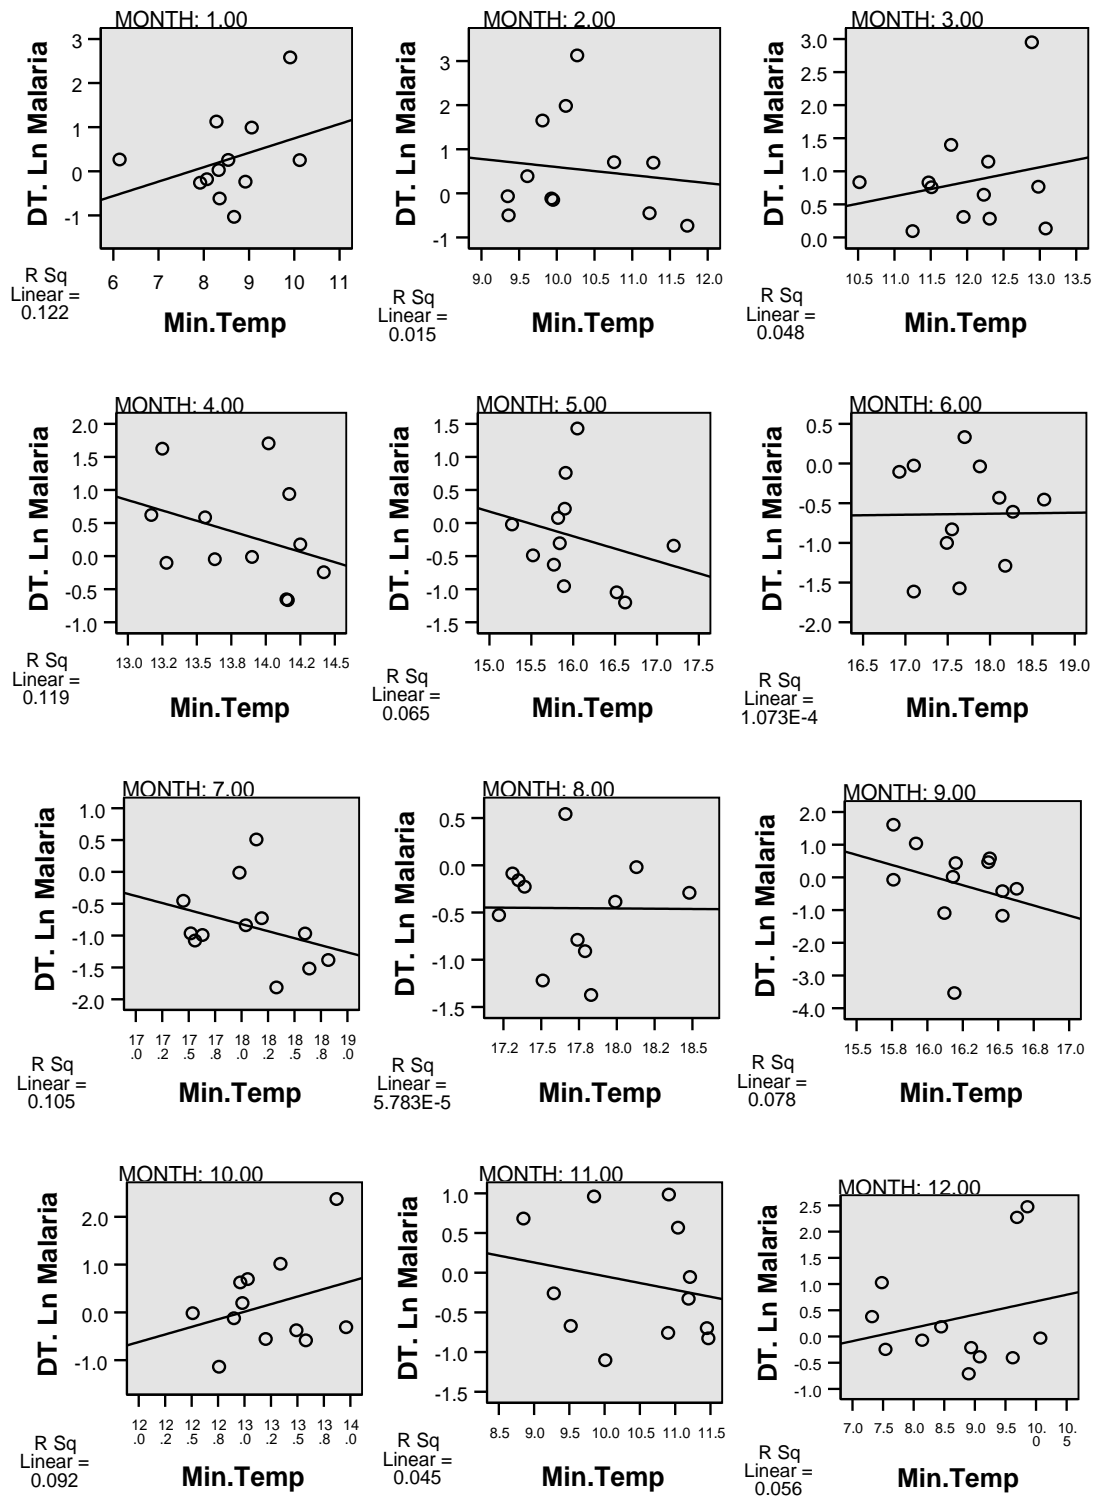 MONTH: 1.00
DT. Ln Malaria
3
2
1
0
-1
6 7 8 9 10 11
R Sq
Linear =
0.122
Min.Temp
MONTH: 2.00
DT. Ln Malaria
3
2
1
0
-1
9.0 9.5 10.0 10.5 11.0 11.5 12.0
R Sq
Linear =
0.015
Min.Temp
MONTH: 3.00
DT. Ln Malaria
3.0
2.5
2.0
1.5
1.0
0.5
0.0
10.5 11.0 11.5 12.0 12.5 13.0 13.5
R Sq
Linear =
0.048
Min.Temp
MONTH: 4.00
DT. Ln Malaria
2.0
1.5
1.0
0.5
0.0
-0.5
-1.0
13.0 13.2 13.5 13.8 14.0 14.2 14.5
R Sq
Linear =
0.119
Min.Temp
MONTH: 5.00
DT. Ln Malaria
1.5
1.0
0.5
0.0
-0.5
-1.0
-1.5
15.0 15.5 16.0 16.5 17.0 17.5
R Sq
Linear =
0.065
Min.Temp
MONTH: 6.00
DT. Ln Malaria
0.5
0.0
-0.5
-1.0
-1.5
-2.0
16.5 17.0 17.5 18.0 18.5 19.0
R Sq
Linear =
1.073E-4
Min.Temp
MONTH: 7.00
DT. Ln Malaria
1.0
0.5
0.0
-0.5
-1.0
-1.5
-2.0
17 17 17 17 18 18 18 18 19
.0 .2 .5 .8 .0 .2 .5 .8 .0
R Sq
Linear =
0.105
Min.Temp
MONTH: 8.00
DT. Ln Malaria
0.5
0.0
-0.5
-1.0
-1.5
17.2 17.5 17.8 18.0 18.2 18.5
R Sq
Linear =
5.783E-5
Min.Temp
MONTH: 9.00
DT. Ln Malaria
2.0
1.0
0.0
-1.0
-2.0
-3.0
-4.0
15.5 15.8 16.0 16.2 16.5 16.8 17.0
R Sq
Linear =
0.078
Min.Temp
MONTH: 10.00
DT. Ln Malaria
2.0
1.0
0.0
-1.0
12 12 12 12 13 13 13 13 14
.0 .2 .5 .8 .0 .2 .5 .8 .0
R Sq
Linear =
0.092
Min.Temp
MONTH: 11.00
DT. Ln Malaria
1.0
0.5
0.0
-0.5
-1.0
-1.5
8.5 9.0 9.5 10.0 10.5 11.0 11.5
R Sq
Linear =
0.045
Min.Temp
MONTH: 12.00
DT. Ln Malaria
2.5
2.0
1.5
1.0
0.5
0.0
-0.5
-1.0
7.0 7.5 8.0 8.5 9.0 9.5 10. 10.
0 5
R Sq
Linear =
0.056
Min.Temp